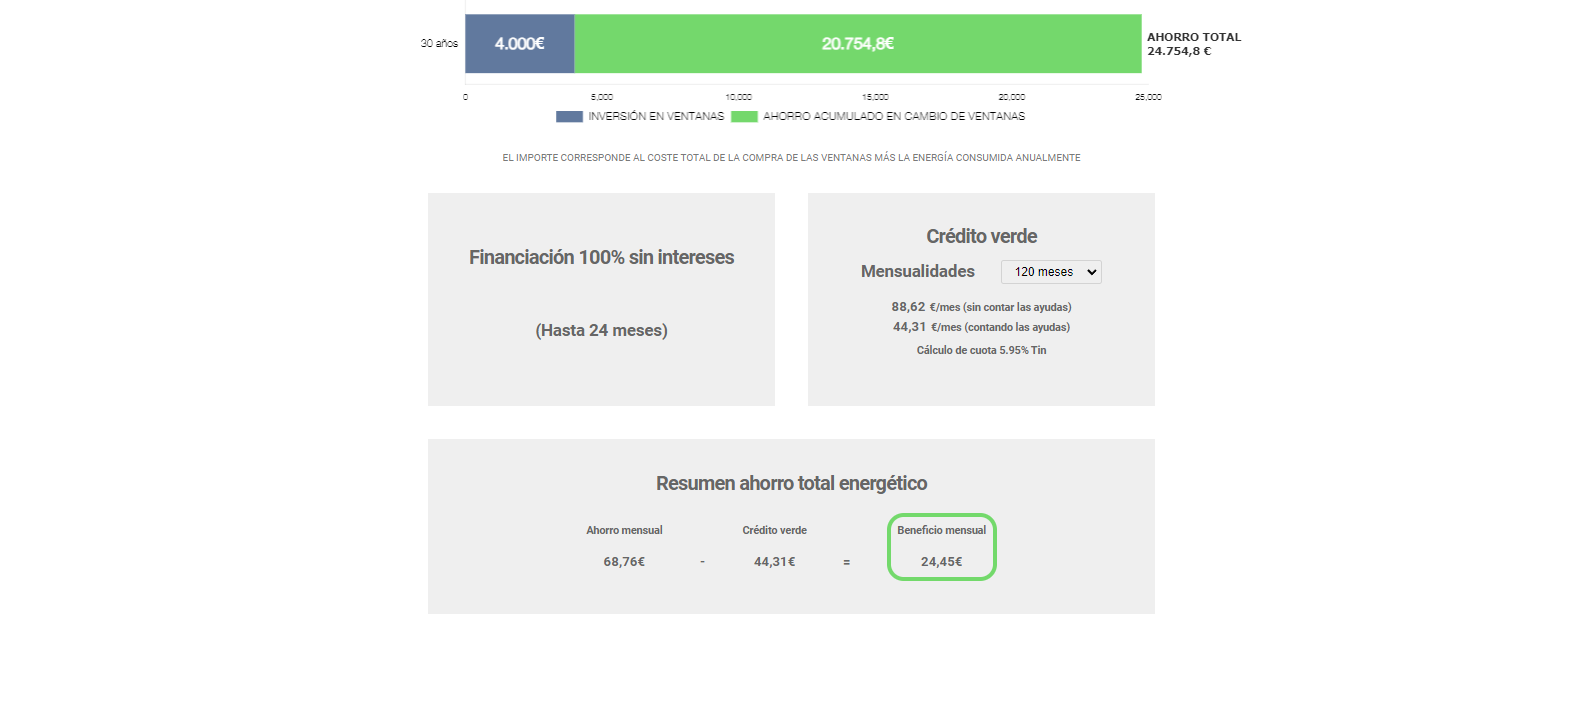 30 años
4.000€
20.754,8€
AHORRO TOTAL
24.754,8 €
0
5,000
10,000
15,000
20,000
25,000
INVERSIÓN EN VENTANAS
AHORRO ACUMULADO EN CAMBIO DE VENTANAS
EL IMPORTE CORRESPONDE AL COSTE TOTAL DE LA COMPRA DE LAS VENTANAS MÁS LA ENERGÍA CONSUMIDA ANUALMENTE
Financiación 100% sin intereses
(Hasta 24 meses)
Crédito verde
Mensualidades
120 meses
88,62 €/mes (sin contar las ayudas)
44,31 €/mes (contando las ayudas)
Cálculo de cuota 5.95% Tin
Resumen ahorro total energético
Ahorro mensual
68,76€
-
Crédito verde
44,31€
=
Beneficio mensual
24,45€